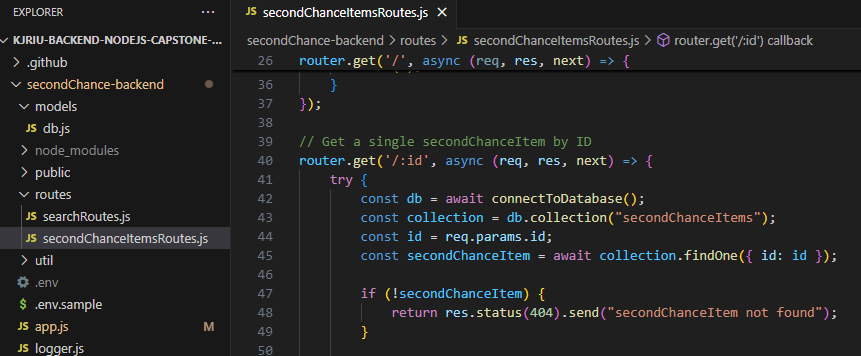 EXPLORER
···
KJRIU-BACKEND-NODEJS-CAPSTONE-...
.github
secondChance-backend
models
JS db.js
node_modules
public
routes
JS searchRoutes.js
JS secondChanceItemsRoutes.js
util
.env
$ .env.sample
JS app.js M
JS logger.js
JS secondChanceItemsRoutes.js ×
secondChance-backend > routes > JS secondChanceItemsRoutes.js > router.get('/:id') callback
26 router.get('/', async (req, res, next) => {
36 }
37 });
38
39 // Get a single secondChanceItem by ID
40 router.get('/:id', async (req, res, next) => {
41 try {
42 const db = await connectToDatabase();
43 const collection = db.collection("secondChanceItems");
44 const id = req.params.id;
45 const secondChanceItem = await collection.findOne({ id: id });
46
47 if (!secondChanceItem) {
48 return res.status(404).send("secondChanceItem not found");
49 }
50